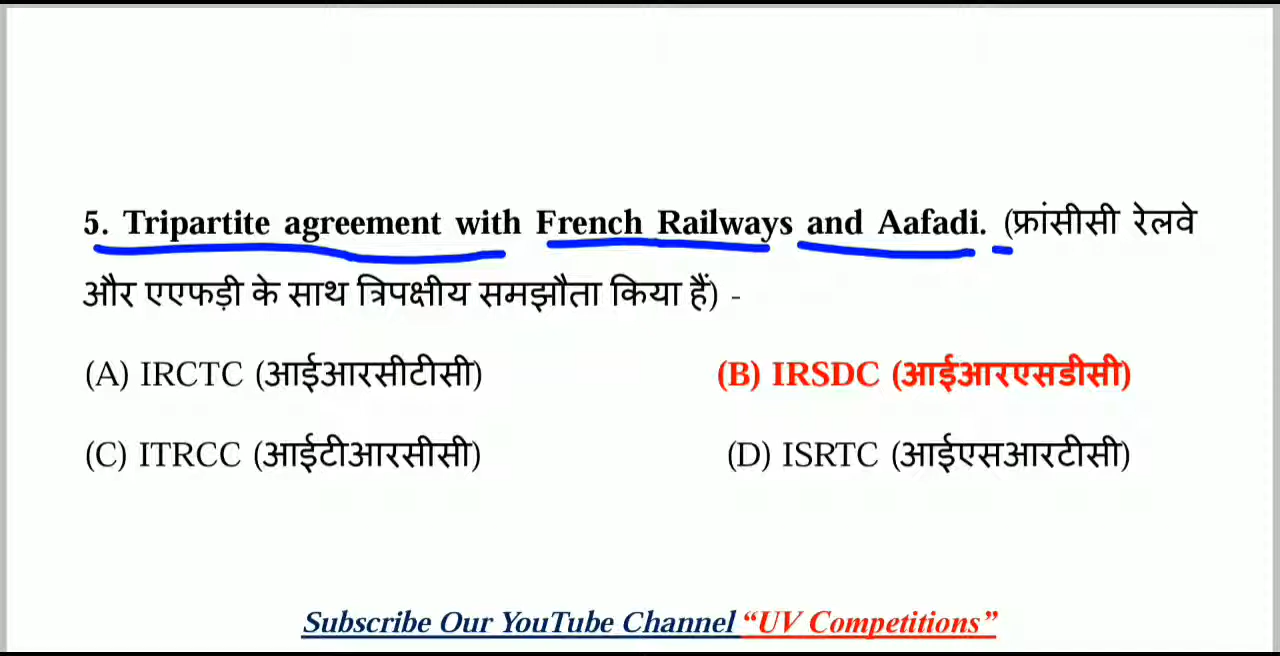 5. Tripartite agreement with French Railways and Aafadi. (फ्रांसीसी रेलवे
और एएफड़ी के साथ त्रिपक्षीय समझौता किया हैं) -
(A) IRCTC (आईआरसीटीसी) (B) IRSDC (आईआरएसडीसी)
(C) ITRCC (आईटीआरसीसी) (D) ISRTC (आईएसआरटीसी)
Subscribe Our YouTube Channel “UV Competitions”